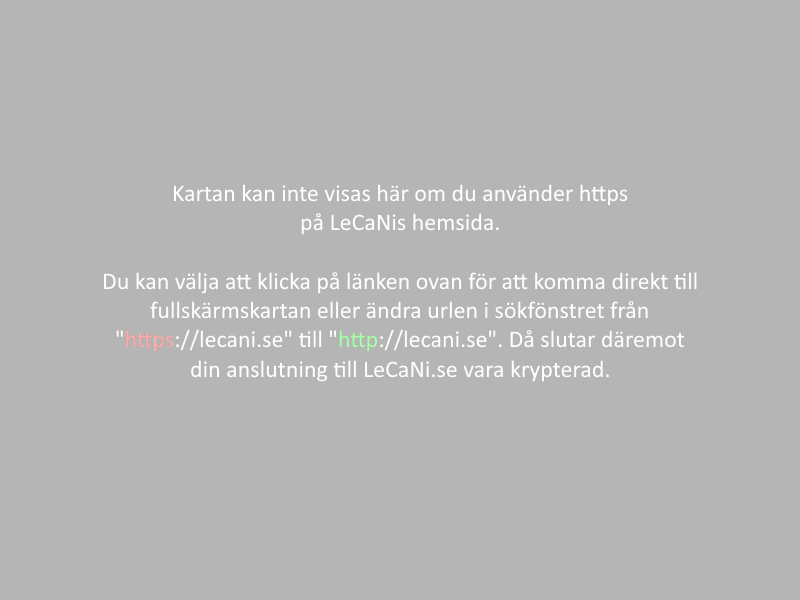 Kartan kan inte visas här om du använder https
på LeCaNis hemsida.
Du kan välja att klicka på länken ovan för att komma direkt till
fullskärmskartan eller ändra urlen i sökfönstret från
"https://lecani.se" till "http://lecani.se". Då slutar däremot
din anslutning till LeCaNi.se vara krypterad.